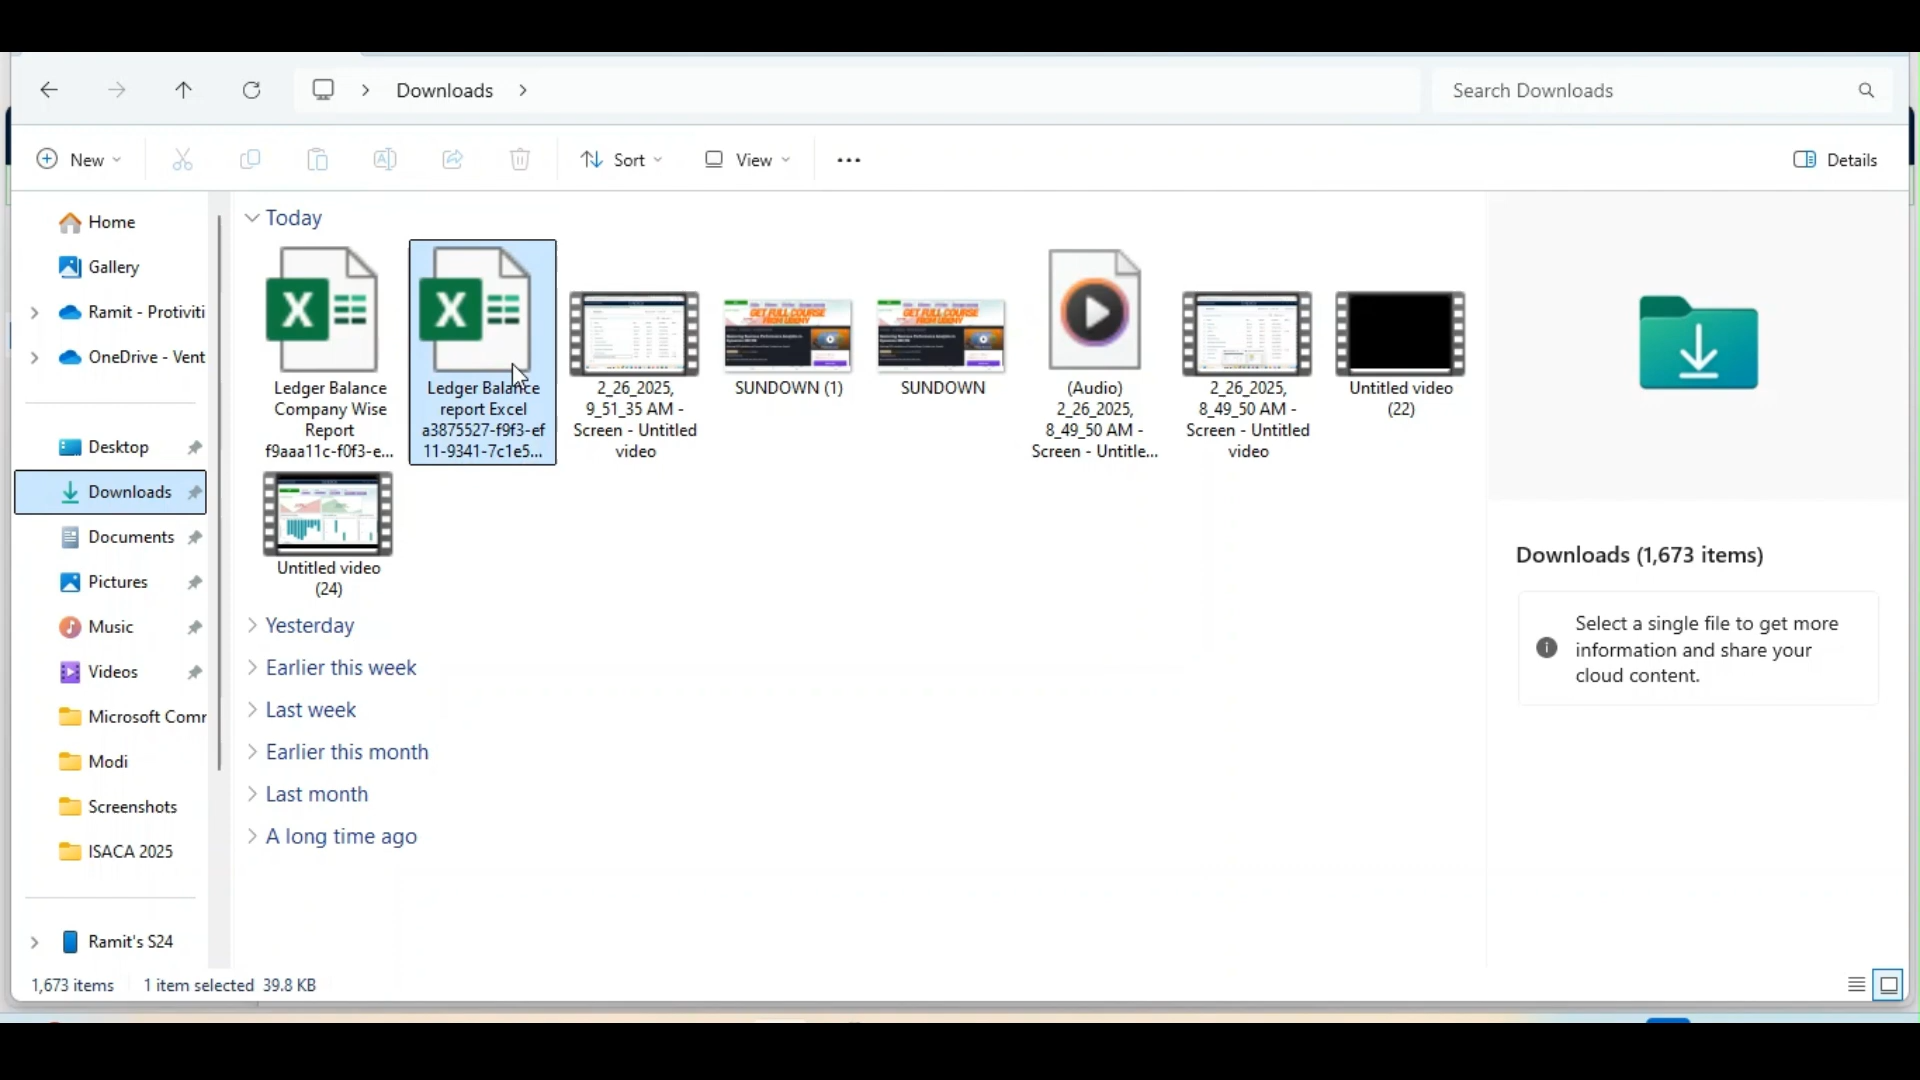 Downloads
Search Downloads
New
Sort
View
Details
Home
Gallery
Ramit - Protiviti
OneDrive - Vent
Desktop
Downloads
Documents
Pictures
Music
Videos
Microsoft Comr
Modi
Screenshots
ISACA 2025
Ramit's S24
Today
Ledger Balance
Company Wise
Report
f9aaa11c-f0f3-e...
Ledger Balance
report Excel
a3875527-f9f3-ef
11-9341-7c1e5...
2_26_2025,
9_51_35 AM -
Screen - Untitled
video
SUNDOWN (1)
SUNDOWN
(Audio)
2_26_2025,
8_49_50 AM -
Screen - Untitle...
2_26_2025,
8_49_50 AM -
Screen - Untitled
video
Untitled video
(22)
Untitled video
(24)
GET FULL COURSE
FROM UDEMY
GET FULL COURSE
FROM UDEMY
Yesterday
Earlier this week
Last week
Earlier this month
Last month
A long time ago
Downloads (1,673 items)
Select a single file to get more
information and share your
cloud content.
1,673 items
1 item selected 39.8 KB